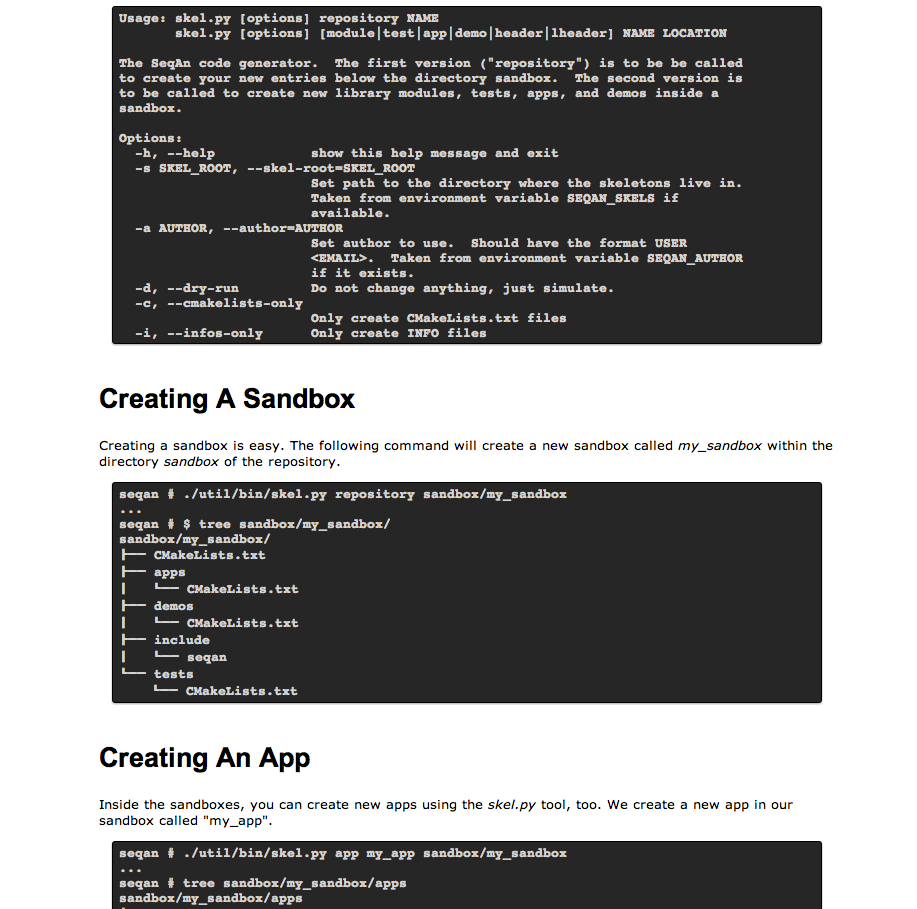 Usage: skel.py [options] repository NAME
       skel.py [options] [module|test|app|demo|header|lheader] NAME LOCATION
The SeqAn code generator.  The first version ("repository") is to be be called
to create your new entries below the directory sandbox.  The second version is
to be called to create new library modules, tests, apps, and demos inside a
sandbox.
Options:
  -h, --help            show this help message and exit
  -s SKEL_ROOT, --skel-root=SKEL_ROOT
                        Set path to the directory where the skeletons live in.
                        Taken from environment variable SEQAN_SKELS if
                        available.
  -a AUTHOR, --author=AUTHOR
                        Set author to use.  Should have the format USER
                        <EMAIL>.  Taken from environment variable SEQAN_AUTHOR
                        if it exists.
  -d, --dry-run         Do not change anything, just simulate.
  -c, --cmakelists-only
                        Only create CMakeLists.txt files
  -i, --infos-only      Only create INFO files
Creating A Sandbox
Creating a sandbox is easy. The following command will create a new sandbox called my_sandbox within the
directory sandbox of the repository.
seqan # ./util/bin/skel.py repository sandbox/my_sandbox
...
seqan # $ tree sandbox/my_sandbox/
sandbox/my_sandbox/
├── CMakeLists.txt
├── apps
│   └── CMakeLists.txt
├── demos
│   └── CMakeLists.txt
├── include
│   └── seqan
└── tests
    └── CMakeLists.txt
Creating An App
Inside the sandboxes, you can create new apps using the skel.py tool, too. We create a new app in our
sandbox called "my_app".
seqan # ./util/bin/skel.py app my_app sandbox/my_sandbox
...
seqan # tree sandbox/my_sandbox/apps
sandbox/my_sandbox/apps